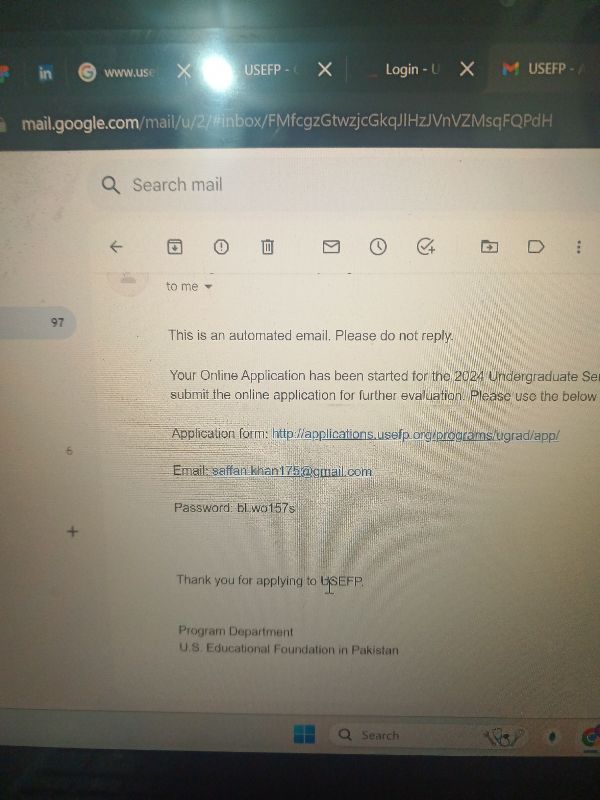 www.use
USEFP -
Login - U
USEFP -
mail.google.com/mail/u/2/#inbox/FMfcgzGtwzjcGkqJlHzJVnVZMsqFQPdH
Search mail
to me
97
This is an automated email. Please do not reply.
Your Online Application has been started for the 2024 Undergraduate Se
submit the online application for further evaluation. Please use the below
Application form: http://applications.usefp.org/programs/ugrad/app/
6
Email: saffan.khan175@gmail.com
Password: bLwo157s
Thank you for applying to USEFP.
Program Department
U.S. Educational Foundation in Pakistan
Search